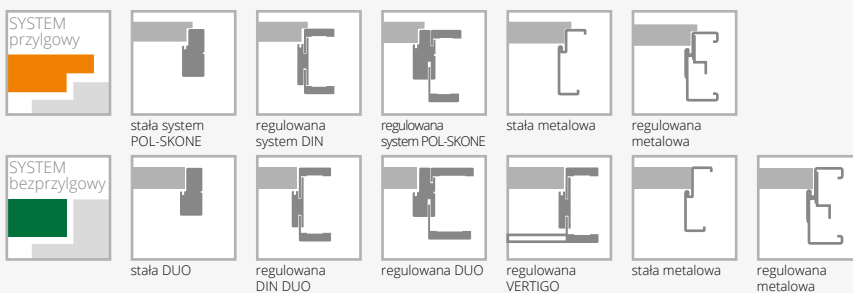 SYSTEM
przylgowy
stała system
POL-SKONE
regulowana
system DIN
regulowana
system POL-SKONE
stała metalowa
regulowana
metalowa
SYSTEM
bezprzylgowy
stała DUO
regulowana
DIN DUO
regulowana DUO
regulowana
VERTIGO
stała metalowa
regulowana
metalowa